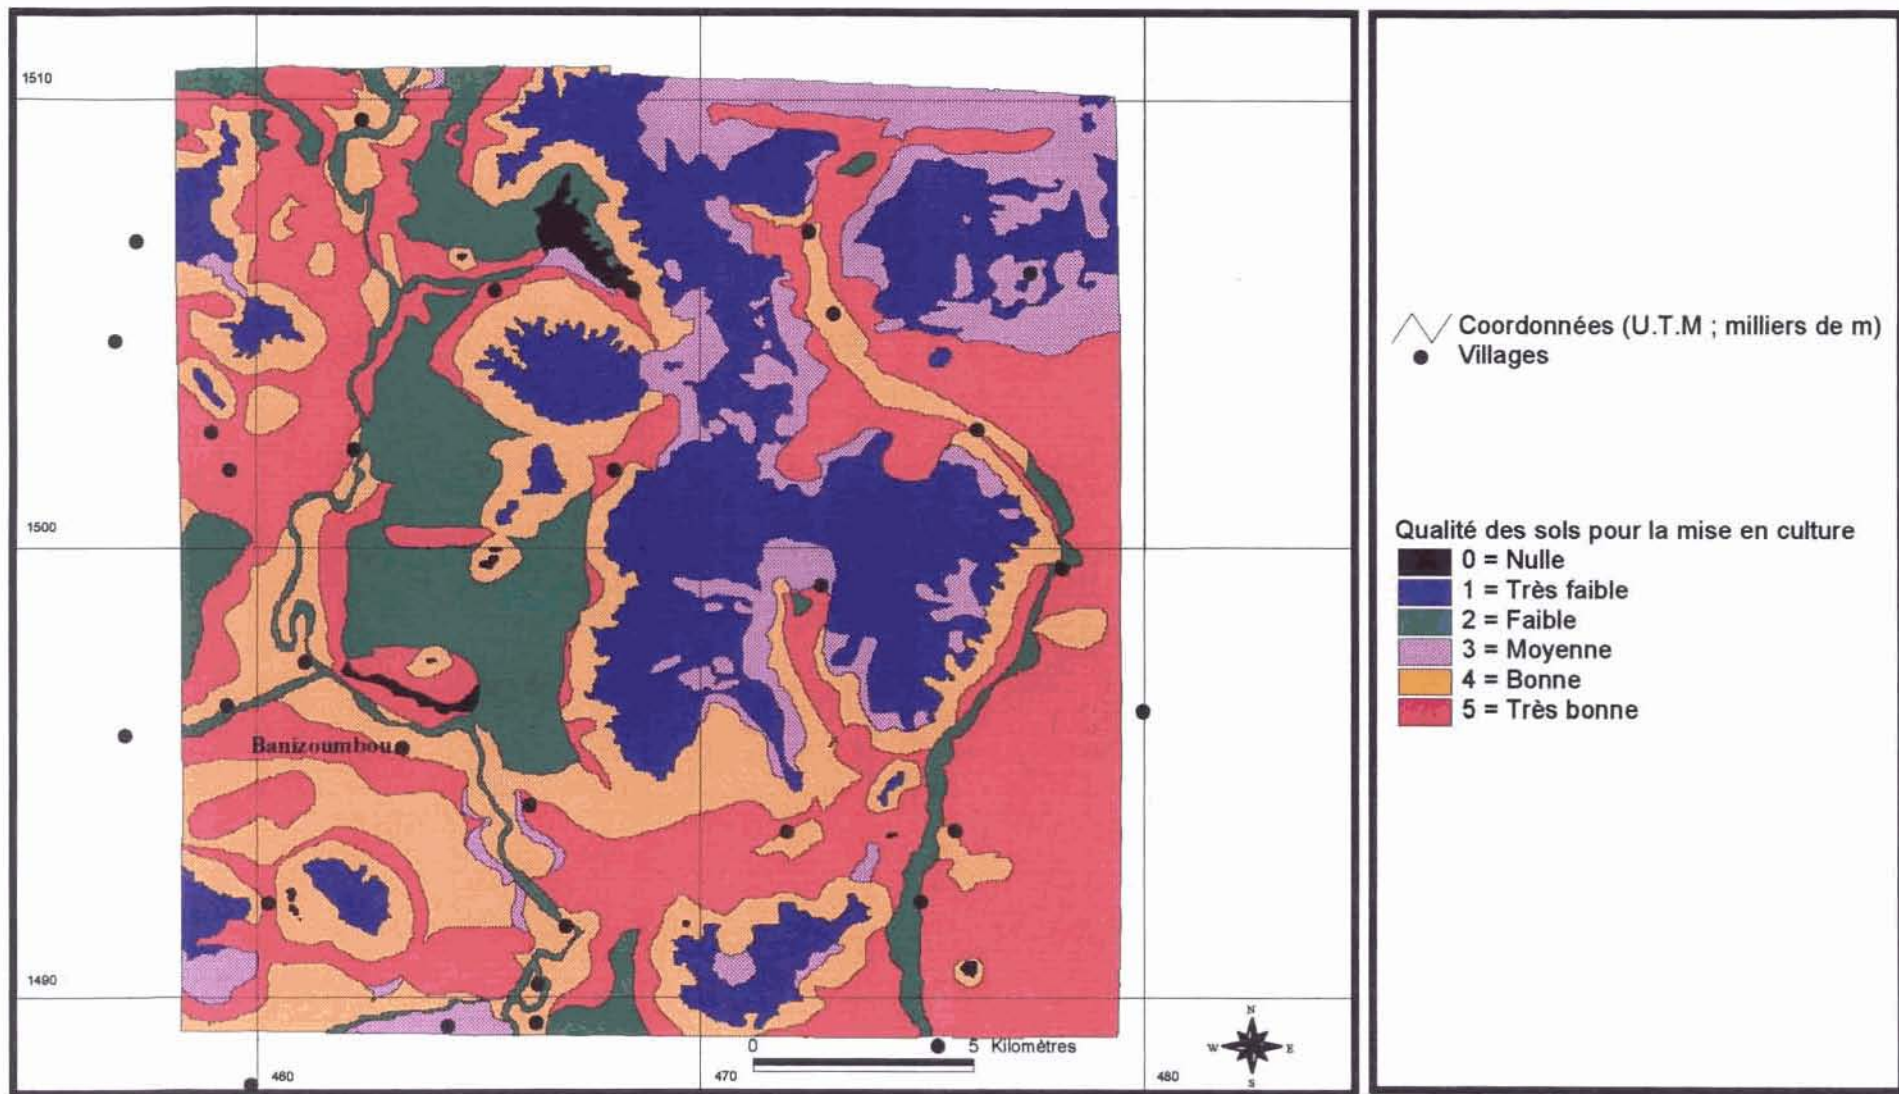 1510
1500
Banizoumbou
1490
460
470
480
0 5 Kilomètres
N
W E
S
Coordonnées (U.T.M ; milliers de m)
Villages
Qualité des sols pour la mise en culture
0 = Nulle
1 = Très faible
2 = Faible
3 = Moyenne
4 = Bonne
5 = Très bonne